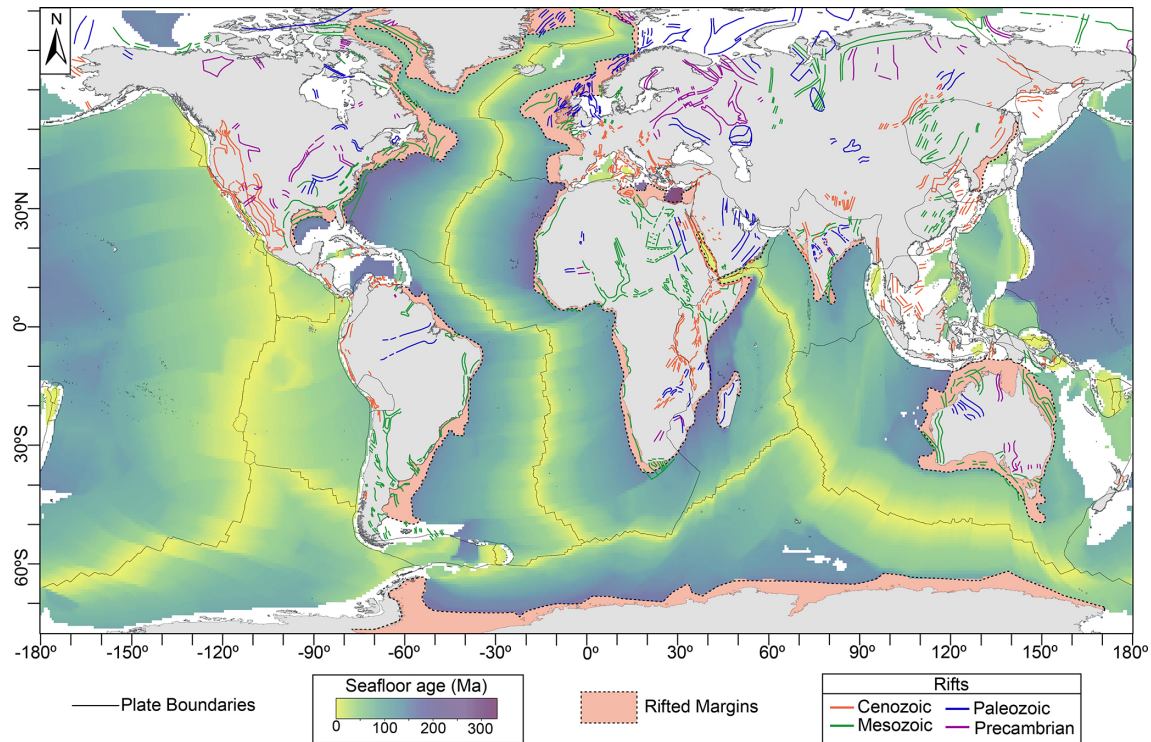 N
30°N
0°
30°S
60°S
-180° -150° -120° -90° -60° -30° 0° 30° 60° 90° 120° 150° 180°
Plate Boundaries
Seafloor age (Ma)
0 100 200 300
Rifted Margins
Rifts
Cenozoic Paleozoic
Mesozoic Precambrian